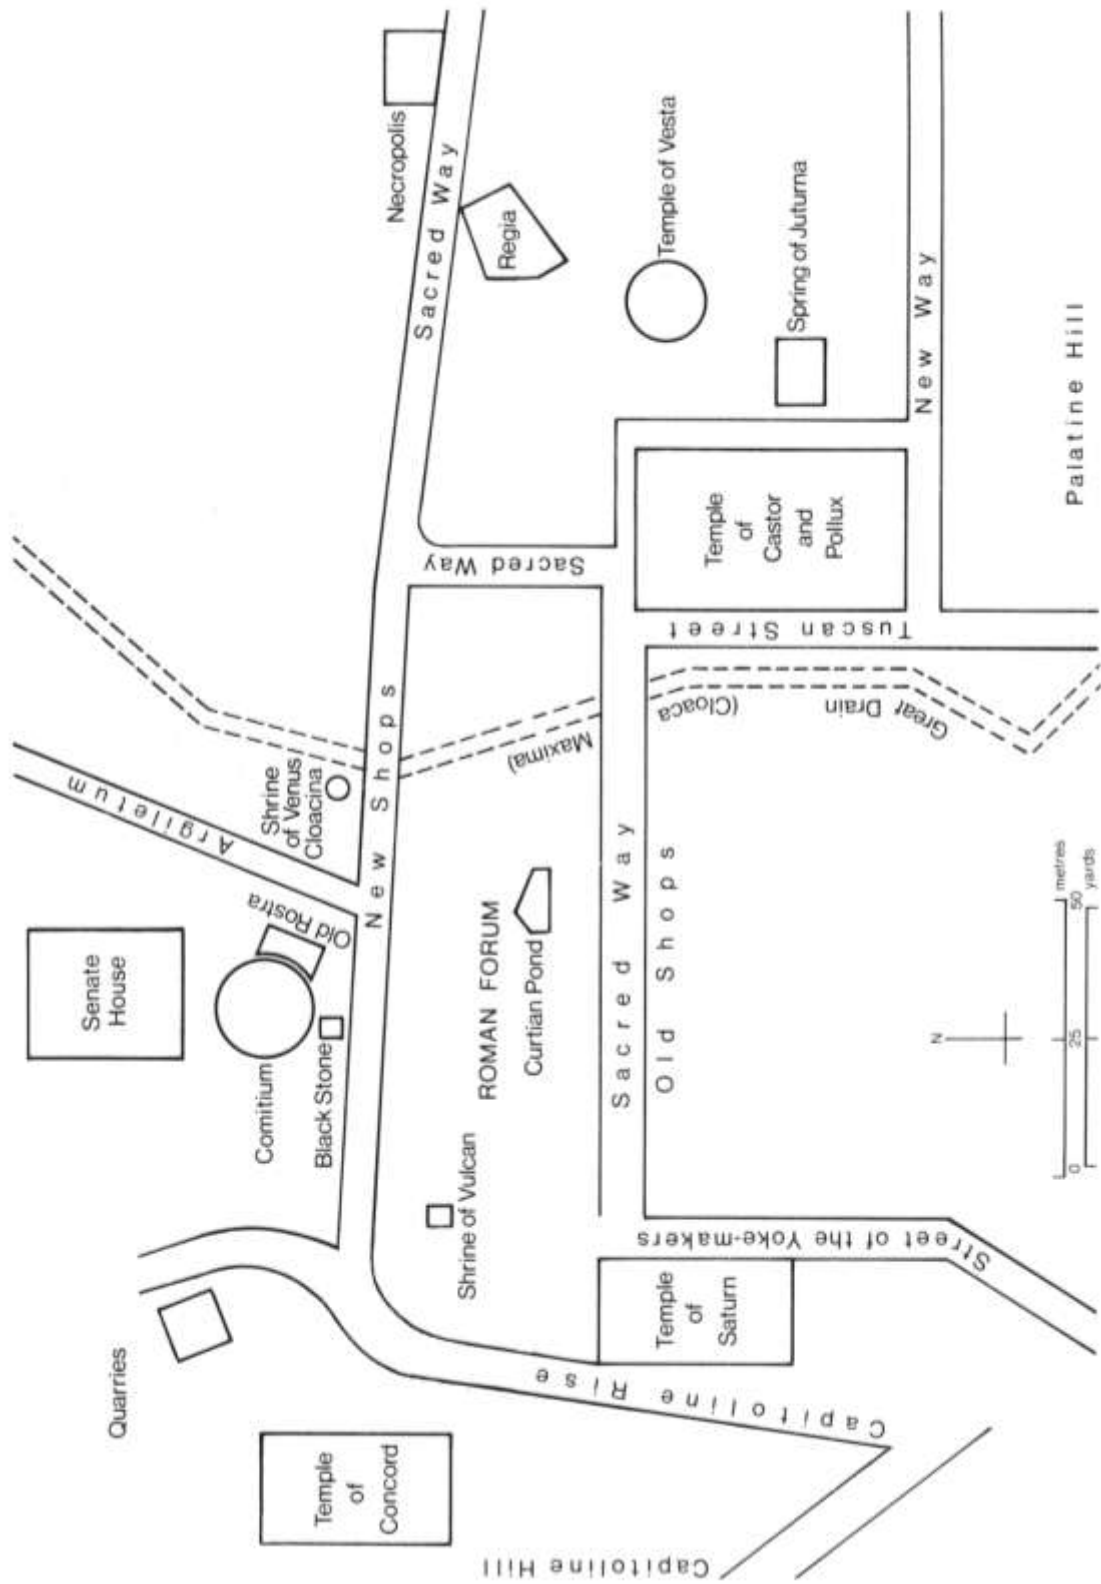 Quarries
Temple
of
Concord
Capitoline Hill
Capitoline Rise
Senate
House
Comitium
Old Rostra
Black Stone
Argiletum
Shrine
of Venus
Cloacina
New Shops
Shrine of Vulcan
ROMAN FORUM
Curtian Pond
Temple
of
Saturn
Street of the Yoke-makers
Sacred Way
Old Shops
Great Drain
(Cloaca
Maxima)
Tuscan Street
Sacred Way
Temple
of
Castor
and
Pollux
Necropolis
Sacred Way
Regia
Temple of Vesta
Spring of Juturna
New Way
Palatine Hill
N
metres
0 25 50
yards